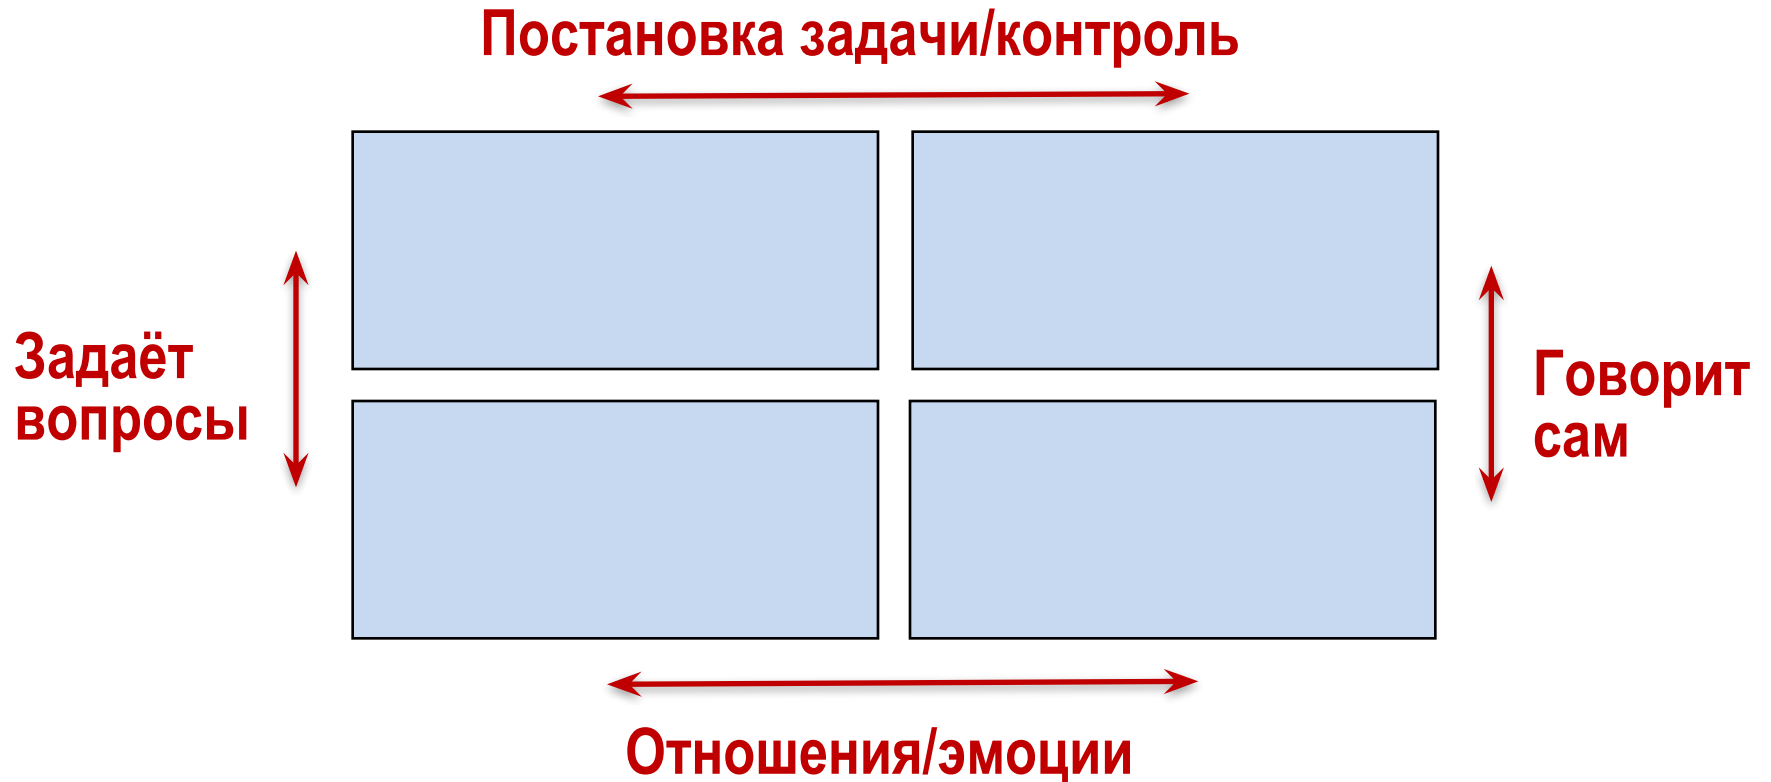 Постановка задачи/контроль
Задаёт
вопросы
Говорит
сам
Отношения/эмоции